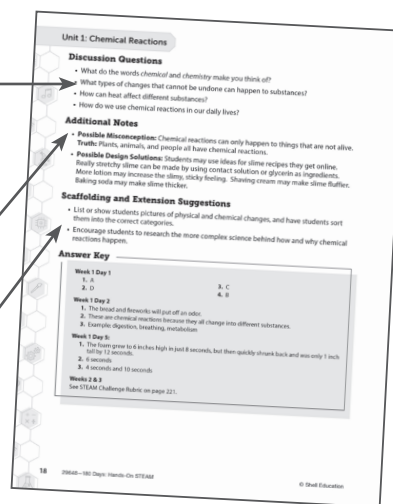 Unit 1: Chemical Reactions
Discussion Questions
• What do the words chemical and chemistry make you think of?
• What types of changes that cannot be undone can happen to substances?
• How can heat affect different substances?
• How do we use chemical reactions in our daily lives?
Additional Notes
• Possible Misconception: Chemical reactions can only happen to things that are not alive.
Truth: Plants, animals, and people all have chemical reactions.
• Possible Design Solutions: Students may use ideas for slime recipes they get online.
Really stretchy slime can be made by using contact solution or glycerin as ingredients.
More lotion may increase the slimy, sticky feeling. Shaving cream may make slime fluffier.
Baking soda may make slime thicker.
Scaffolding and Extension Suggestions
• List or show students pictures of physical and chemical changes, and have students sort
them into the correct categories.
• Encourage students to research the more complex science behind how and why chemical
reactions happen.
Answer Key
Week 1 Day 1
1. A
2. D
3. C
4. B
Week 1 Day 2
1. The bread and fireworks will put off an odor.
2. These are chemical reactions because they all change into different substances.
3. Example: digestion, breathing, metabolism
Week 1 Day 5:
1. The foam grew to 6 inches high in just 8 seconds, but then quickly shrank back and was only 1 inch
tall by 12 seconds.
2. 6 seconds
3. 4 seconds and 10 seconds
Weeks 2 & 3
See STEAM Challenge Rubric on page 221.
18
29648—180 Days: Hands-On STEAM
© Shell Education